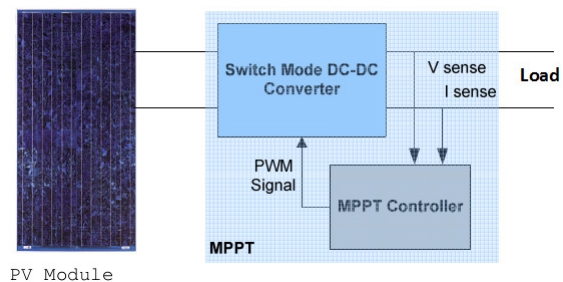 Switch Mode DC-DC
Converter
V sense
I sense
Load
PWM
Signal
MPPT Controller
MPPT
PV Module